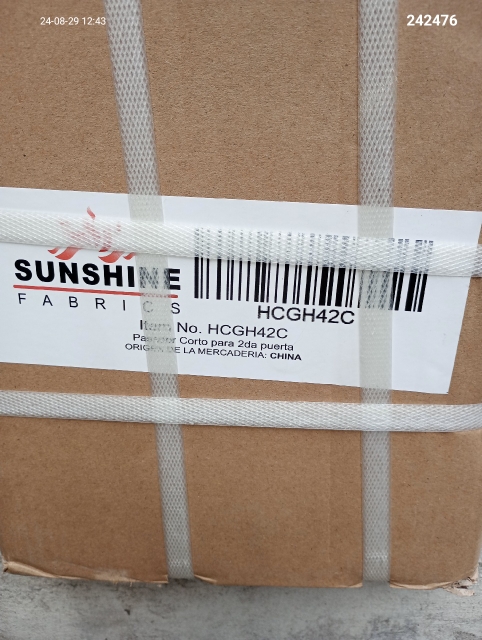 24-08-29 12:43
242476
SUNSHINE
FABRICS
HCGH42C
Item No. HCGH42C
Pasador Corto para 2da puerta
ORIGEN DE LA MERCADERIA: CHINA